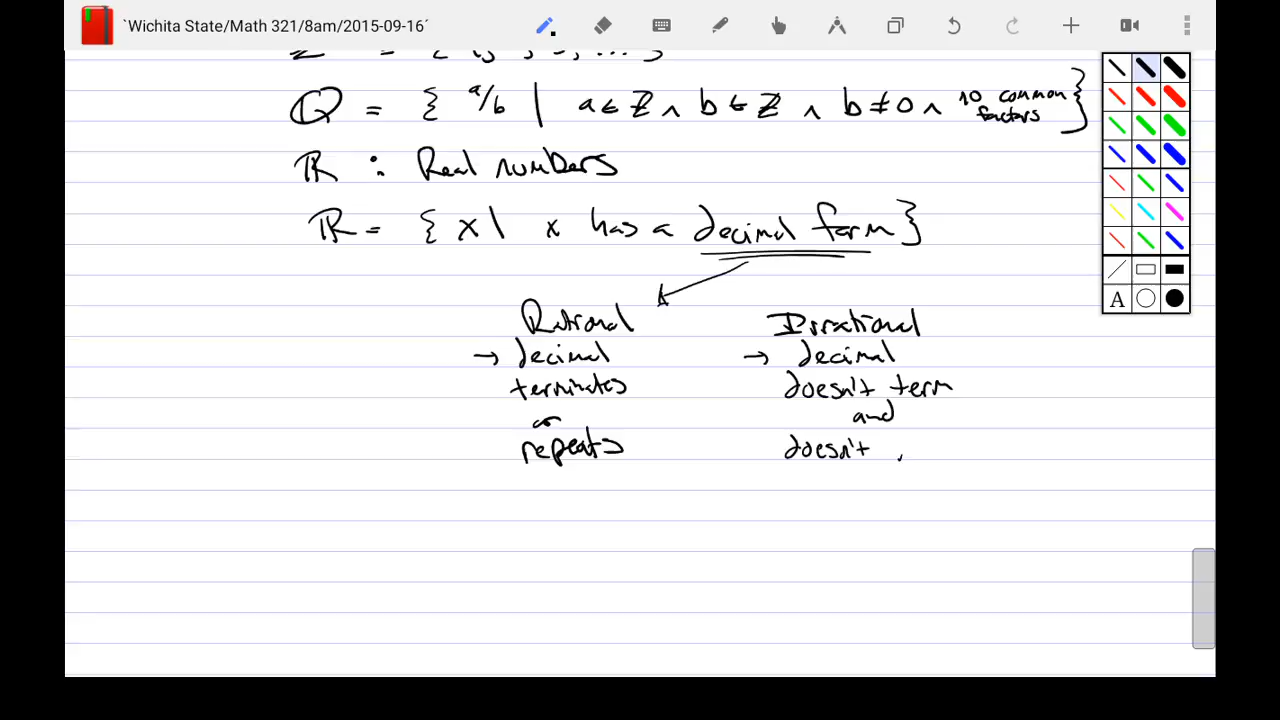 `Wichita State/Math 321/8am/2015-09-16´
Q = { a/b | a ∈ Z ∧ b ∈ Z ∧ b ≠ 0 ∧ no common factors }
R : Real numbers
R = { x | x has a decimal form }
Rational Irrational
→ decimal → decimal
terminates doesn't term
or and
repeats doesn't
A